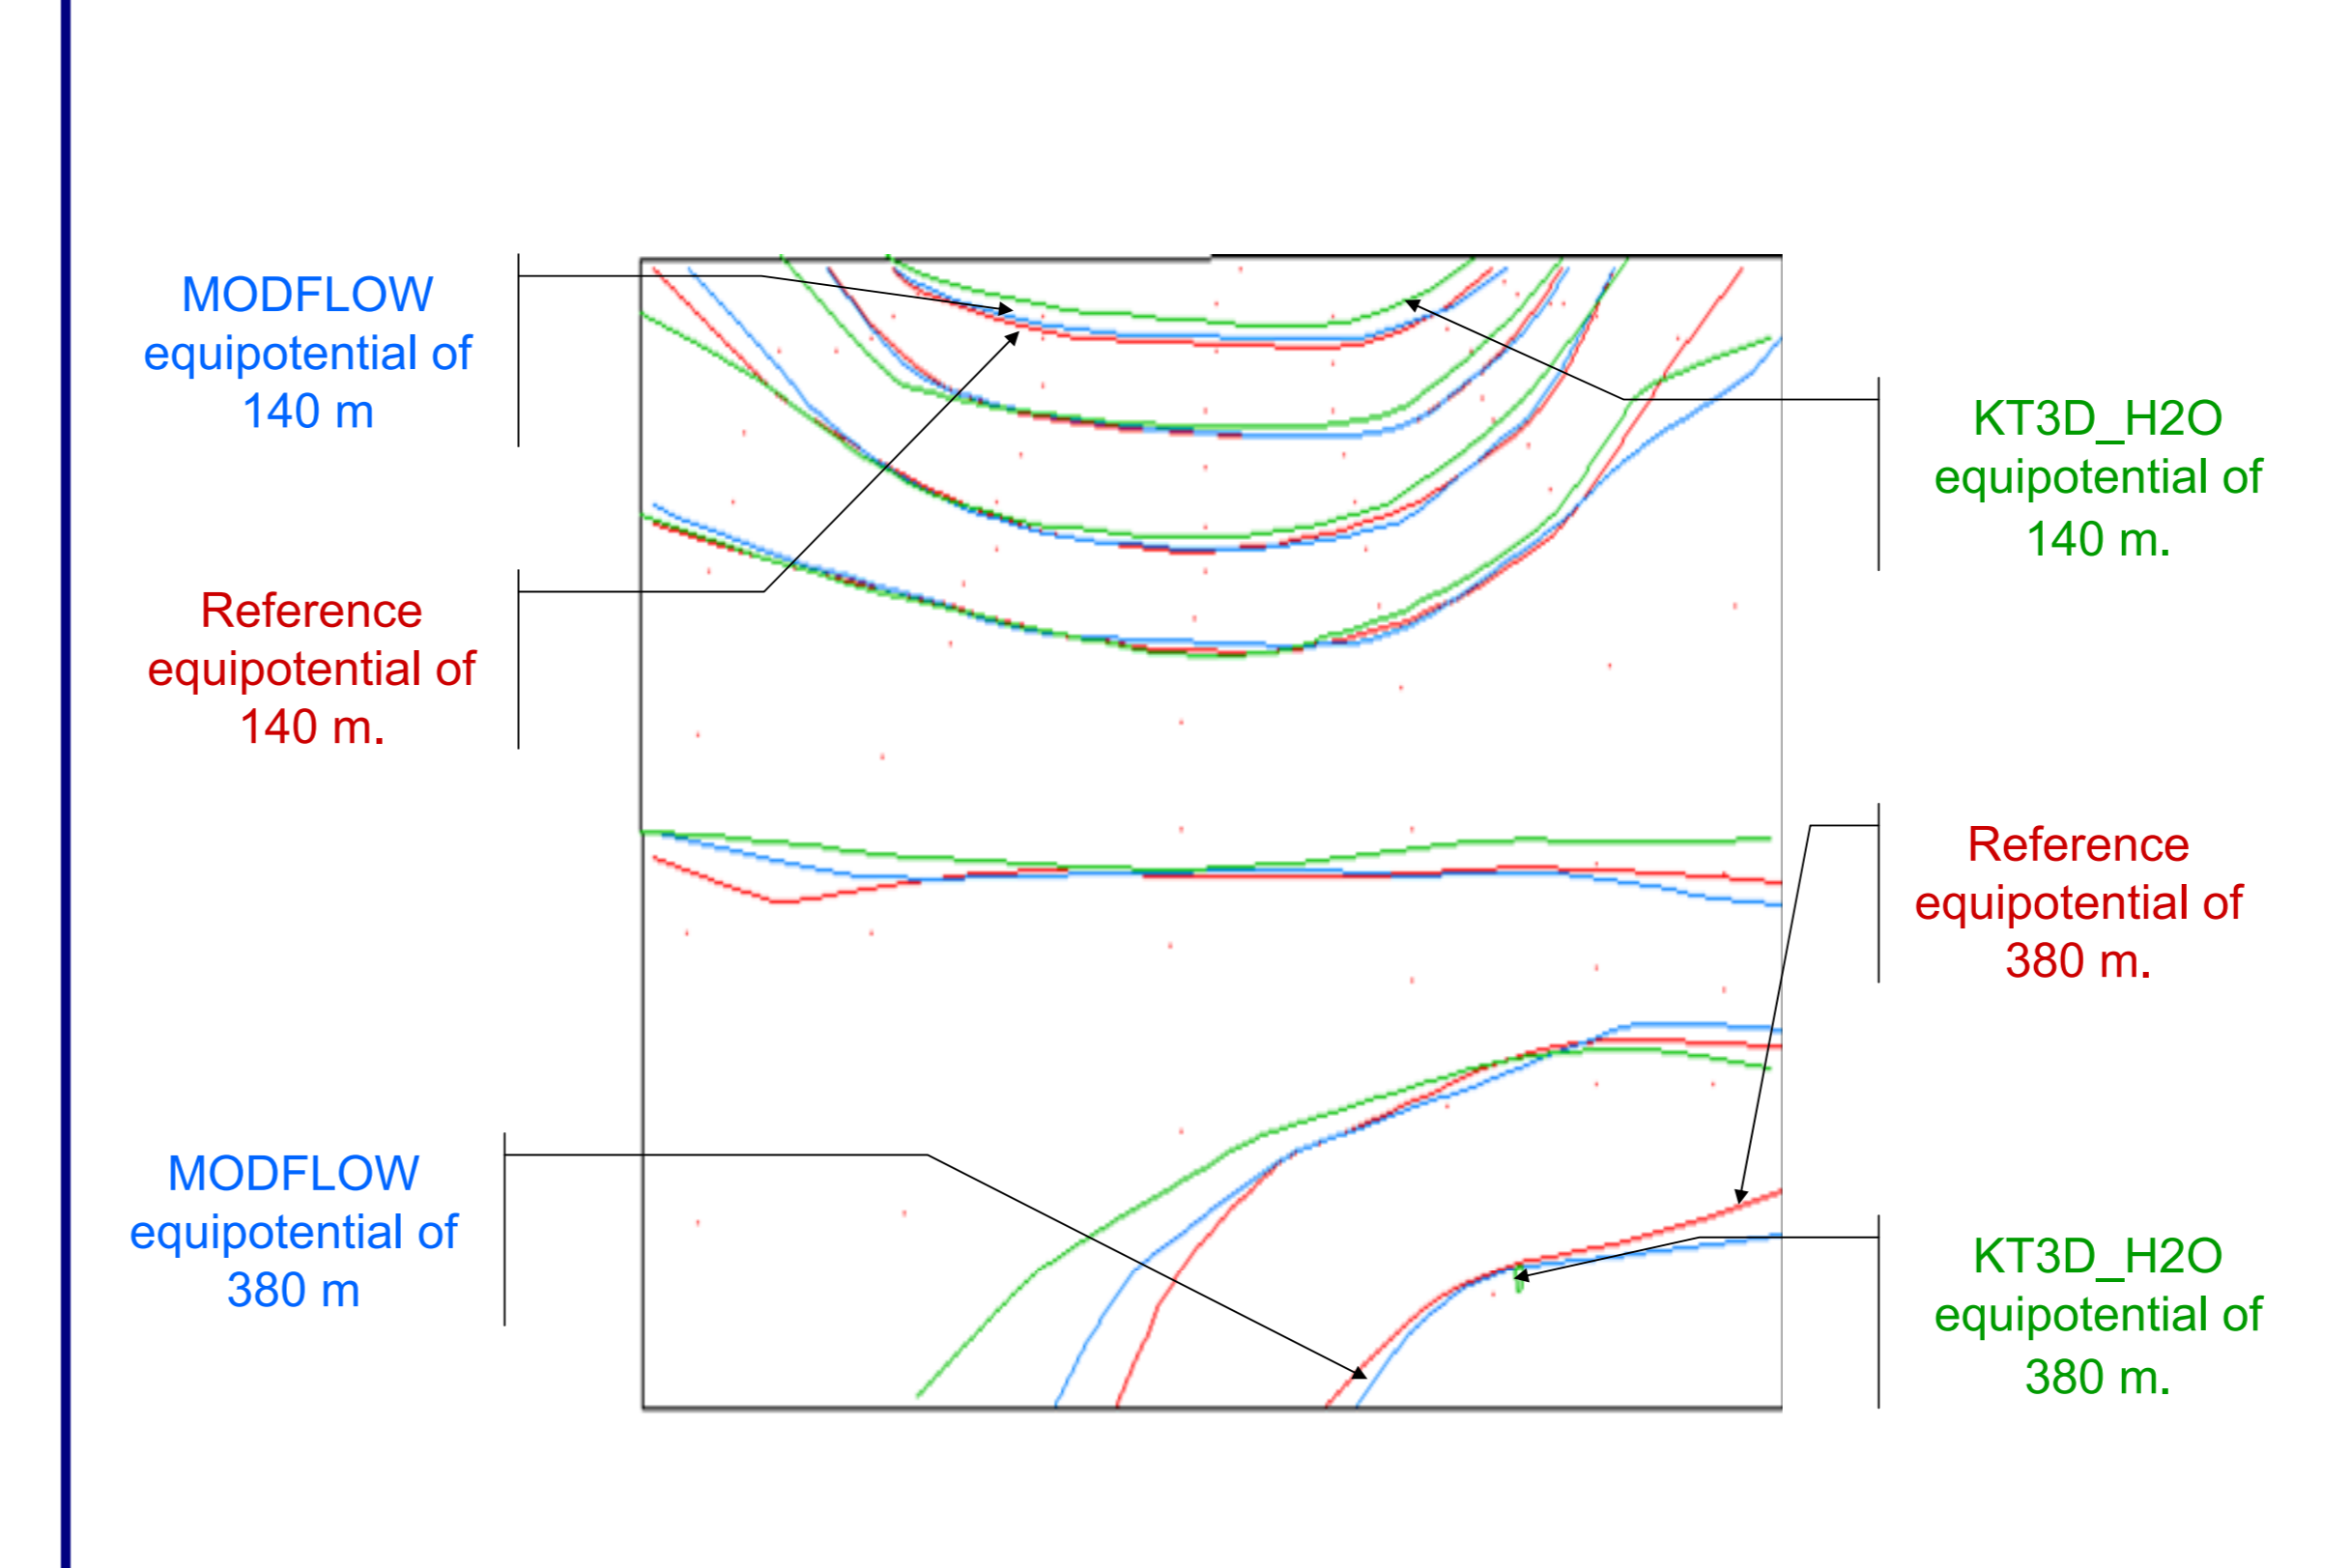 MODFLOW
equipotential of
140 m
Reference
equipotential of
140 m.
MODFLOW
equipotential of
380 m
KT3D_H2O
equipotential of
140 m.
Reference
equipotential of
380 m.
KT3D_H2O
equipotential of
380 m.